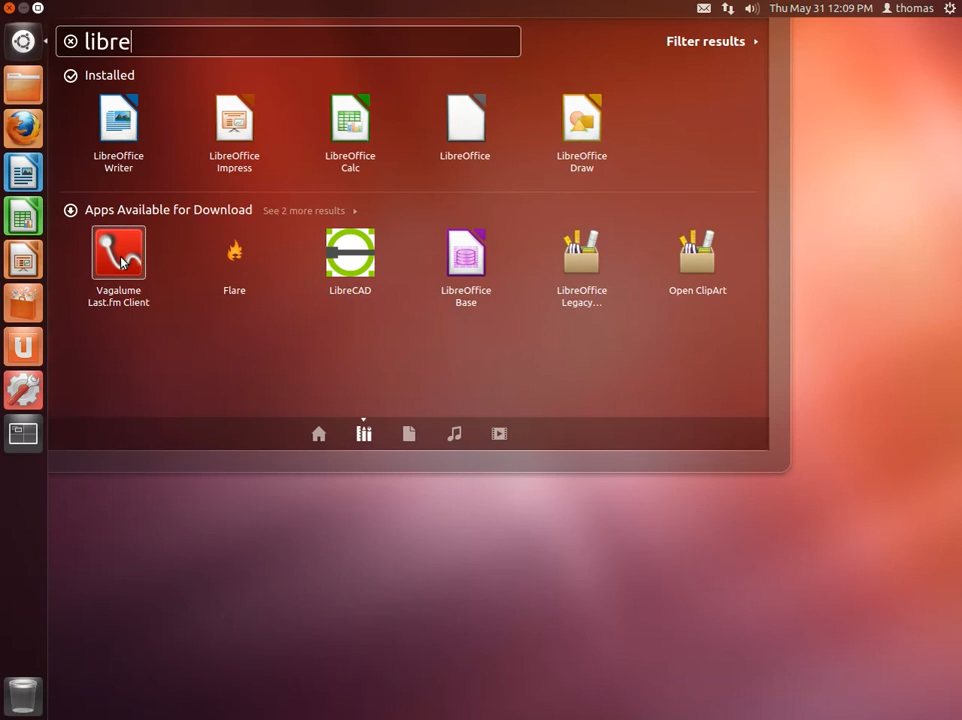 Thu May 31 12:09 PM thomas
libre
Filter results
Installed
LibreOffice
Writer
LibreOffice
Impress
LibreOffice
Calc
LibreOffice
LibreOffice
Draw
Apps Available for Download See 2 more results
Vagalume
Last.fm Client
Flare
LibreCAD
LibreOffice
Base
LibreOffice
Legacy...
Open ClipArt